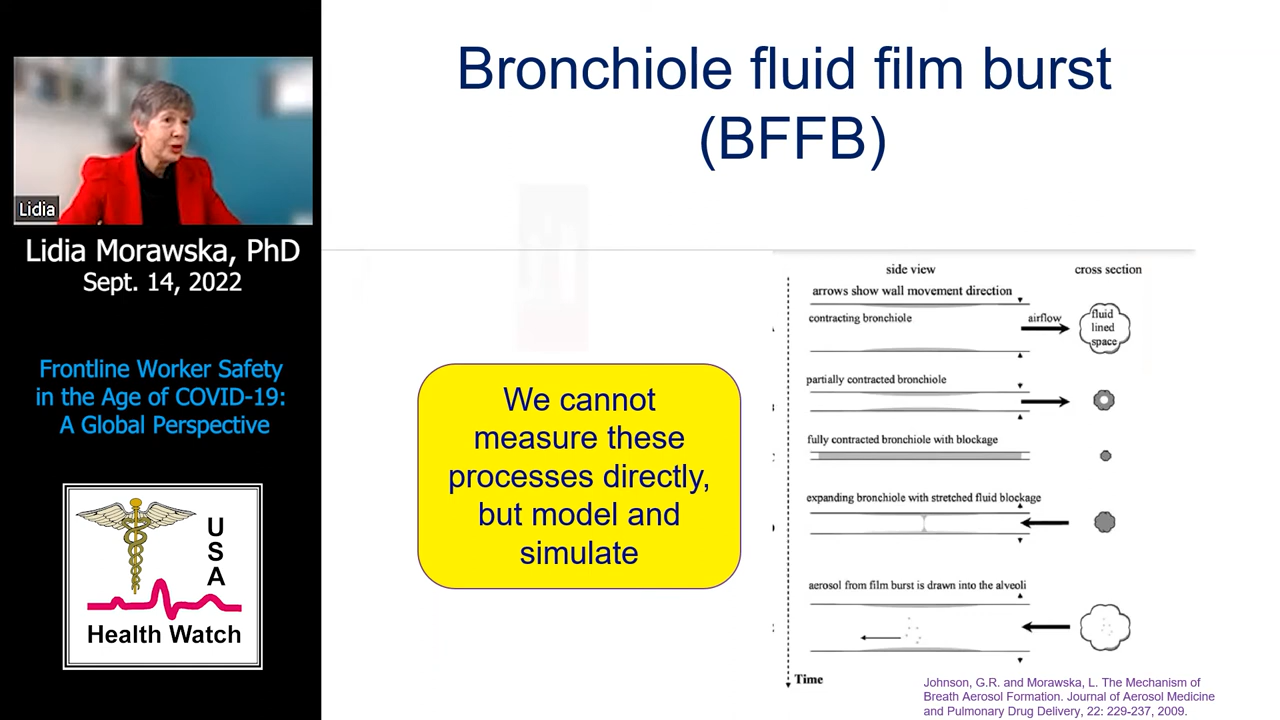 Bronchiole fluid film burst
(BFFB)
Lidia
Lidia Morawska, PhD
Sept. 14, 2022
Frontline Worker Safety
in the Age of COVID-19:
A Global Perspective
USA
Health Watch
We cannot
measure these
processes directly,
but model and
simulate
side view
cross section
arrows show wall movement direction
contracting bronchiole
airflow
fluid
lined
space
partially contracted bronchiole
fully contracted bronchiole with blockage
expanding bronchiole with stretched fluid blockage
aerosol from film burst is drawn into the alveoli
Time
Johnson, G.R. and Morawska, L. The Mechanism of
Breath Aerosol Formation. Journal of Aerosol Medicine
and Pulmonary Drug Delivery, 22: 229-237, 2009.